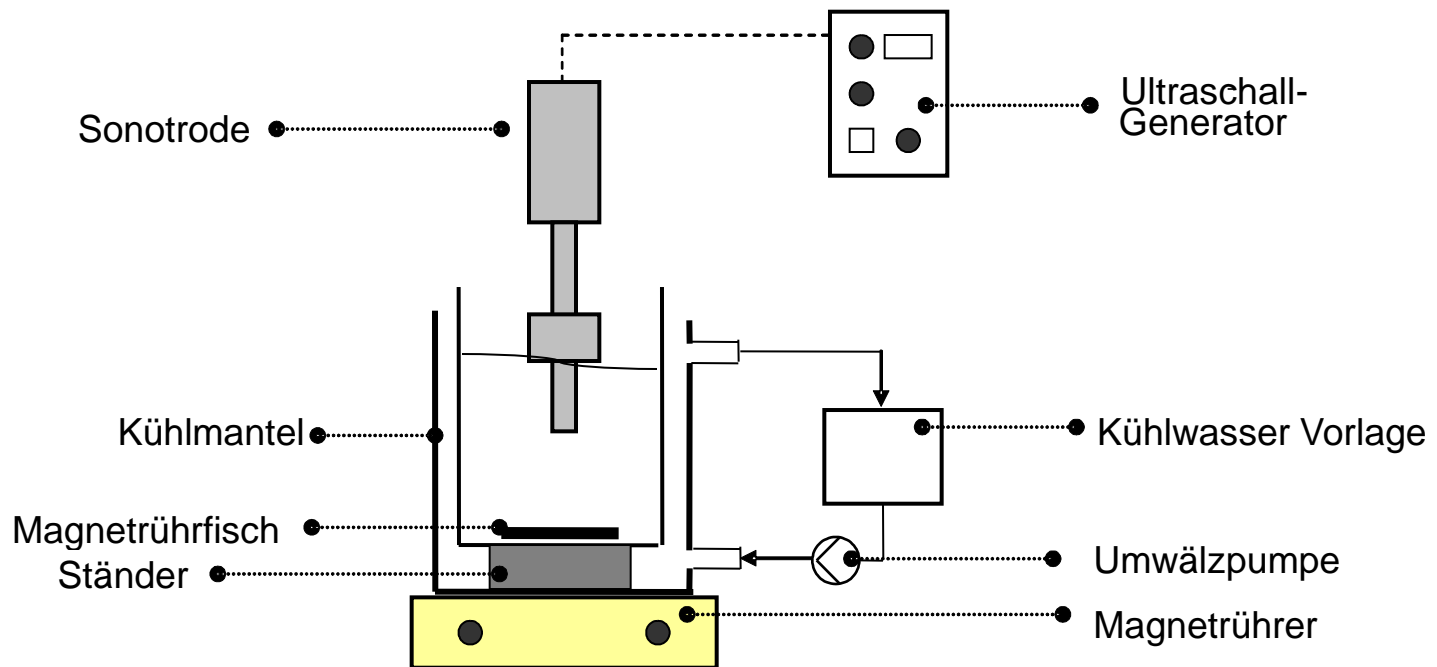 Sonotrode
Ultraschall-
Generator
Kühlmantel
Kühlwasser Vorlage
Magnetrührfisch
Ständer
Umwälzpumpe
Magnetrührer